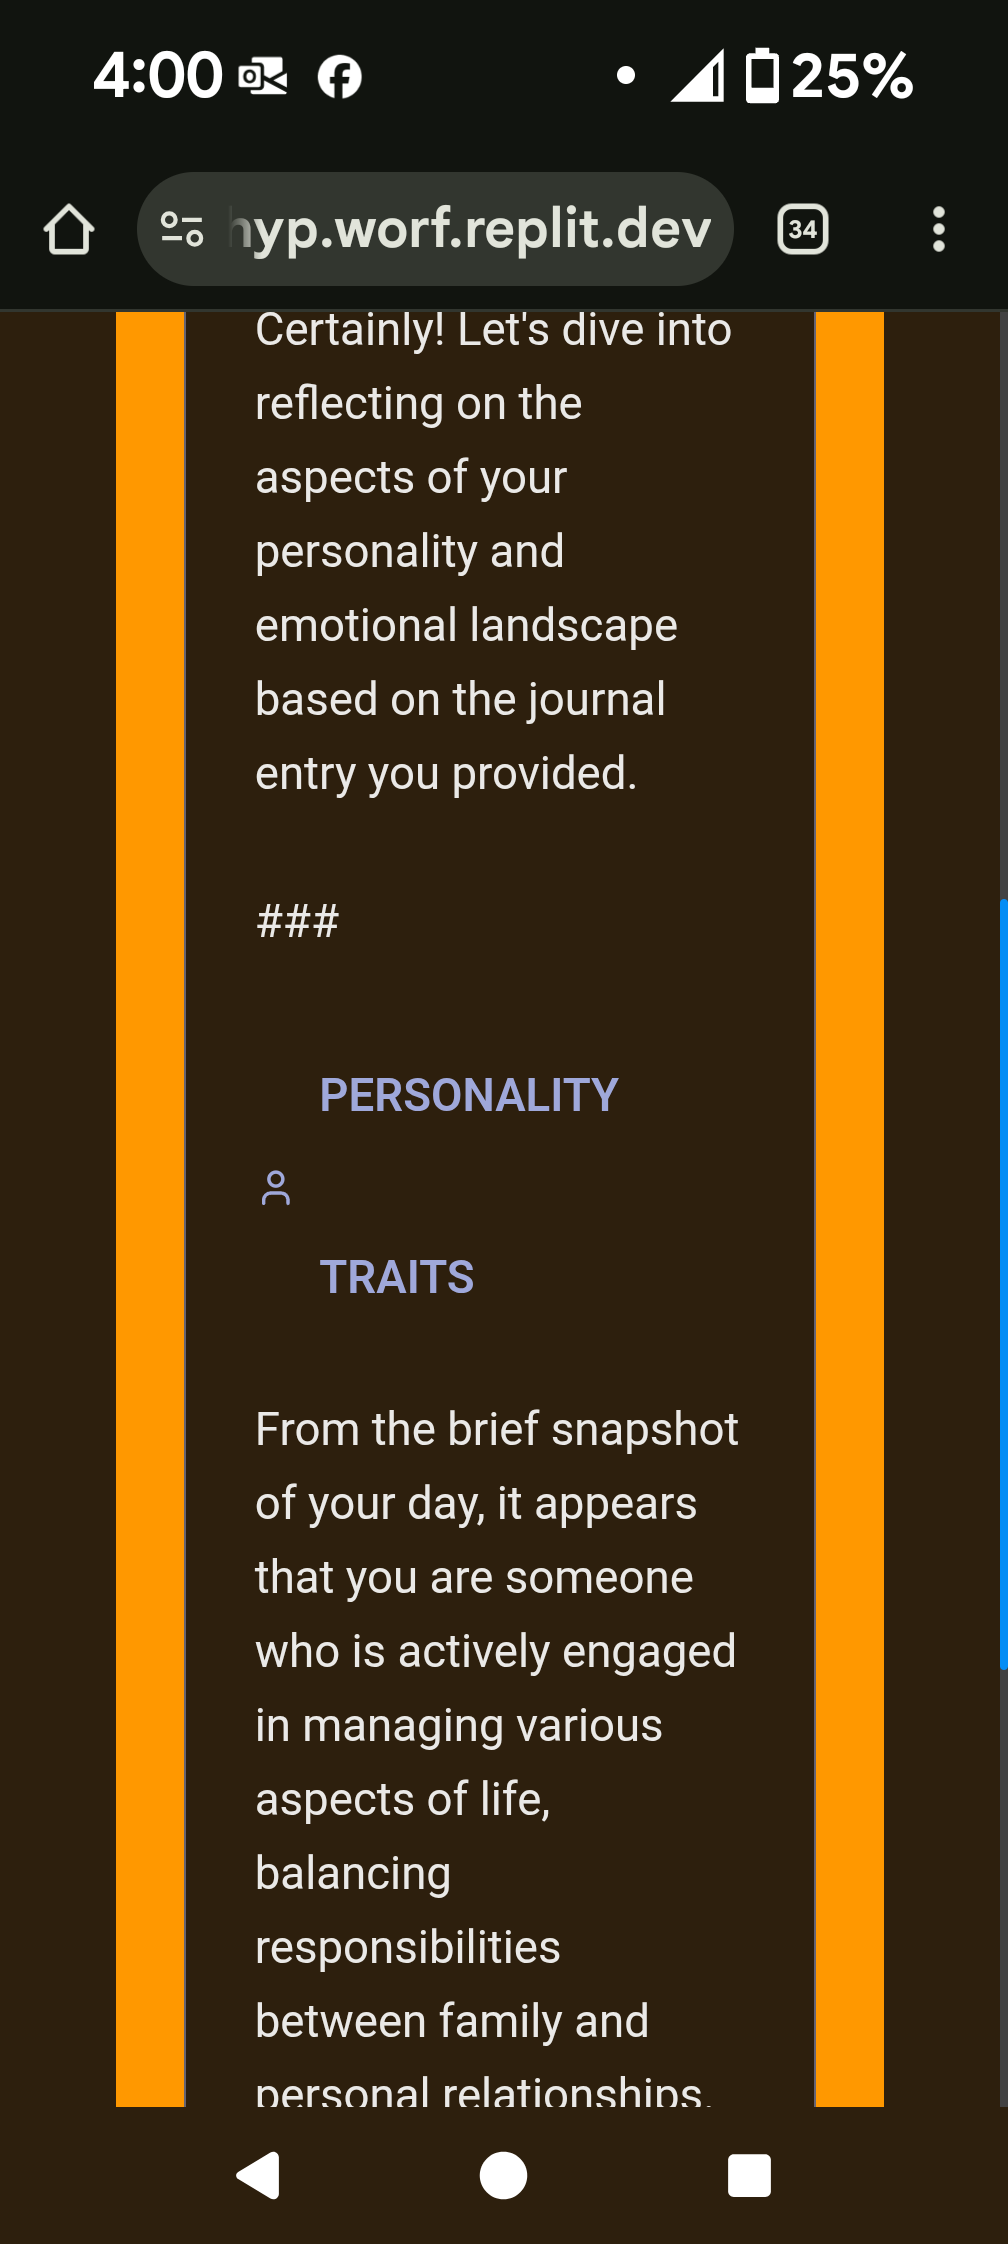 4:00
25%
hyp.worf.replit.dev
34
Certainly! Let's dive into
reflecting on the
aspects of your
personality and
emotional landscape
based on the journal
entry you provided.
###
PERSONALITY
TRAITS
From the brief snapshot
of your day, it appears
that you are someone
who is actively engaged
in managing various
aspects of life,
balancing
responsibilities
between family and
personal relationships.